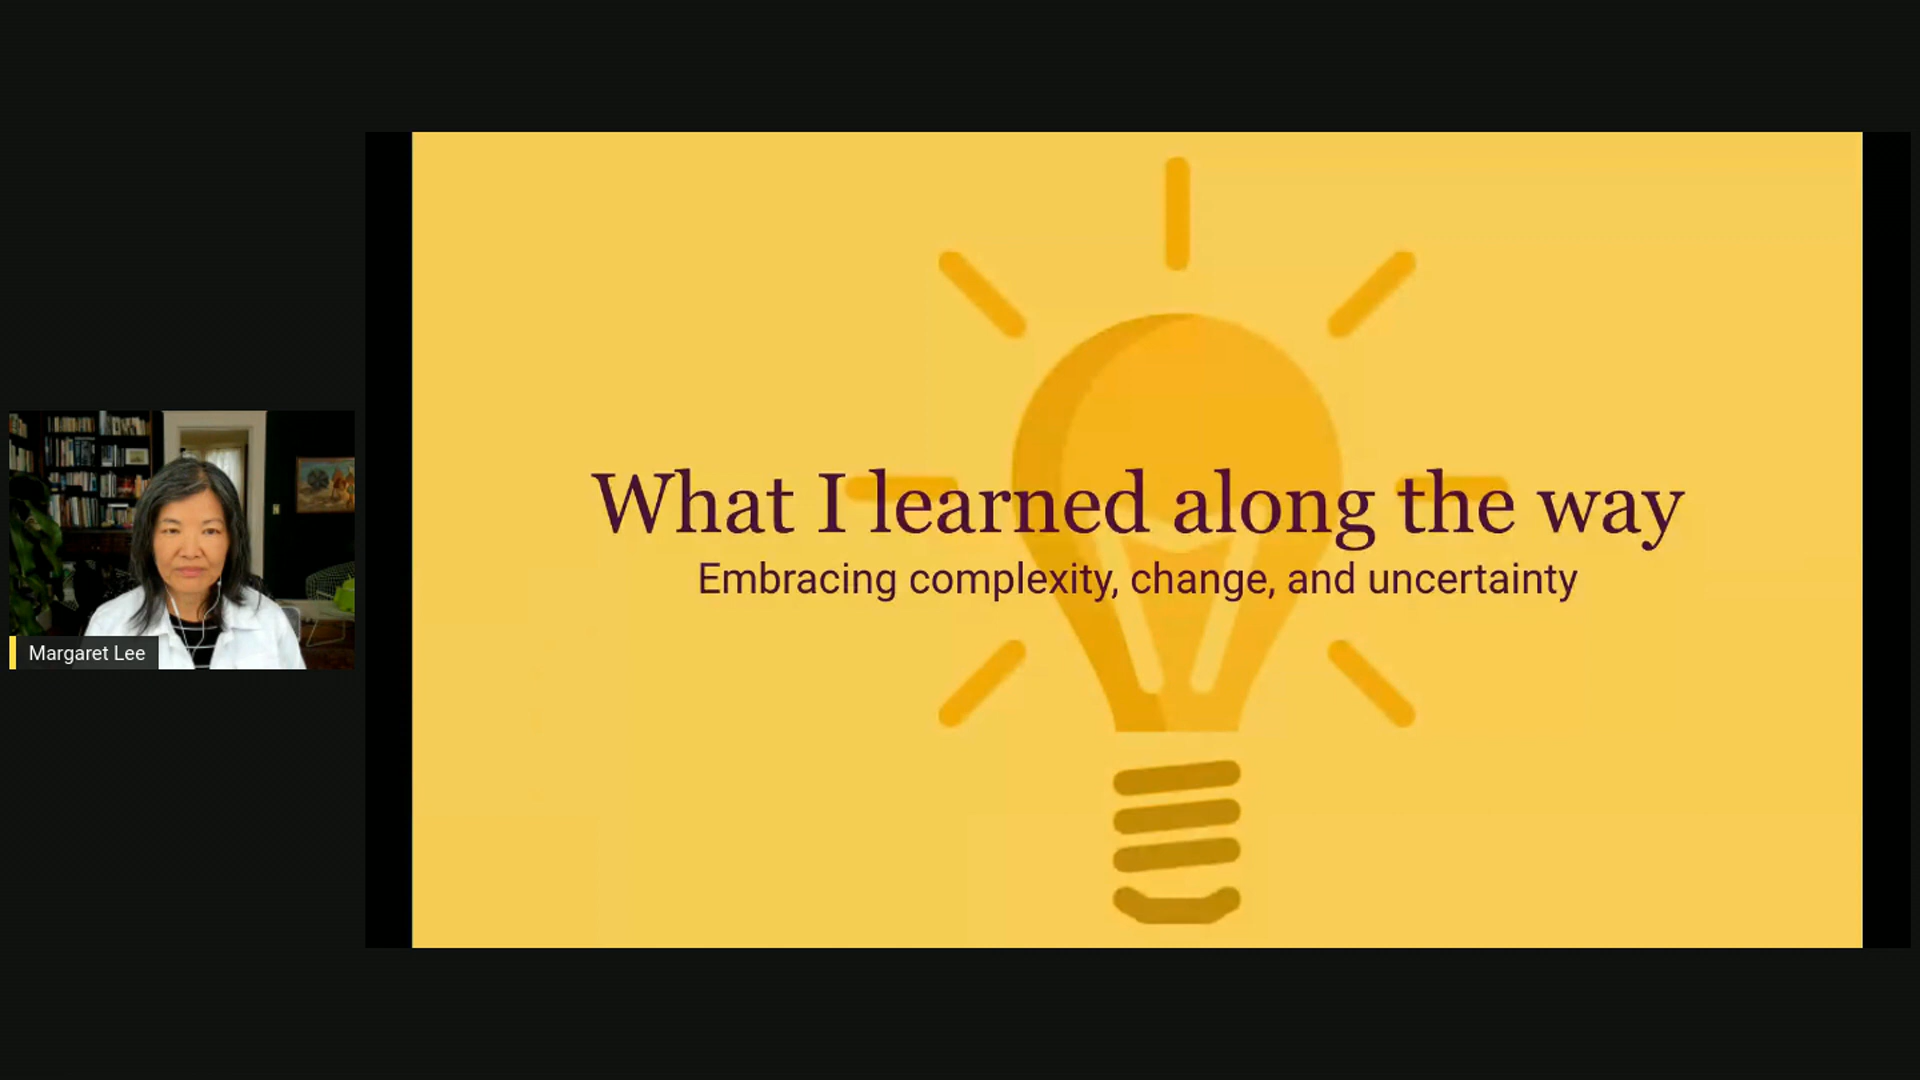 What I learned along the way
Embracing complexity, change, and uncertainty
Margaret Lee